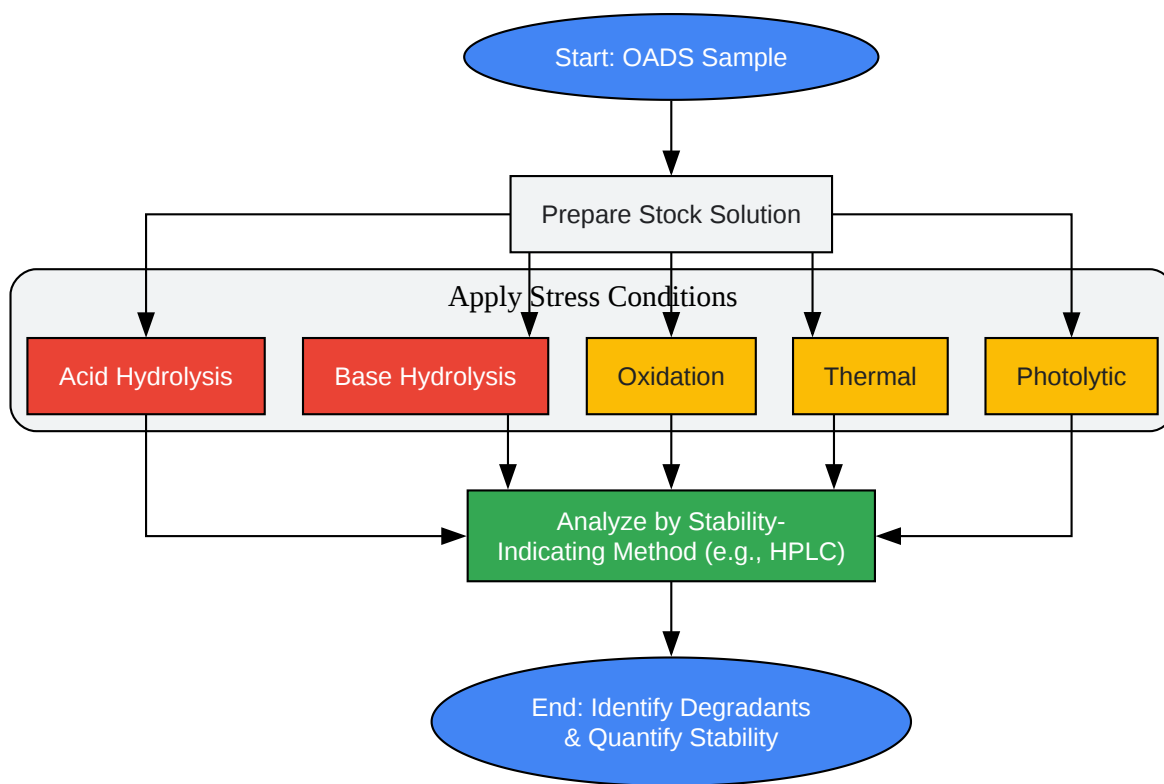 Start: OADS Sample
Prepare Stock Solution
Apply Stress Conditions
Acid Hydrolysis
Base Hydrolysis
Oxidation
Thermal
Photolytic
Analyze by Stability-
Indicating Method (e.g., HPLC)
End: Identify Degradants
& Quantify Stability